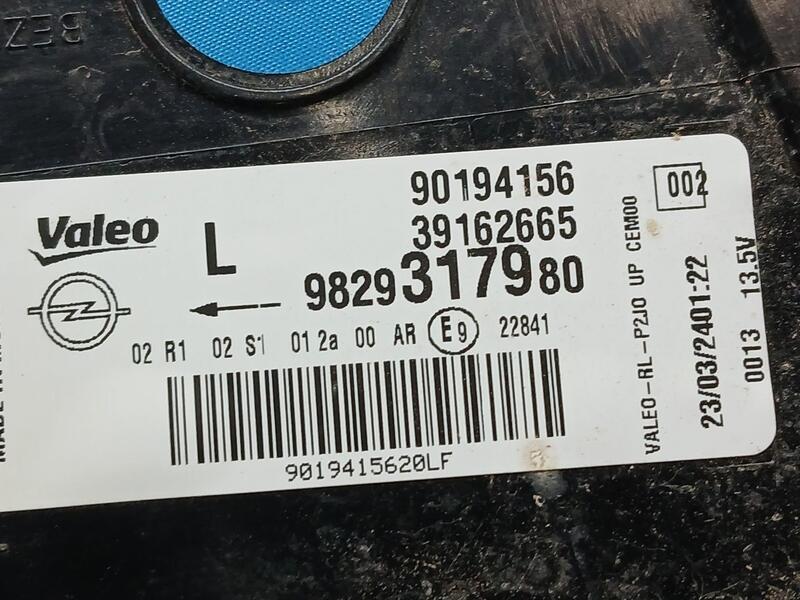 BEZ
90194156
002
Valeo
L
39162665
9829317980
02 R1 02 S1 01 2a 00 AR E9 22841
9019415620LF
VALEO-RL-P2JO UP CEM00
23/03/2401:22
0013 13.5V